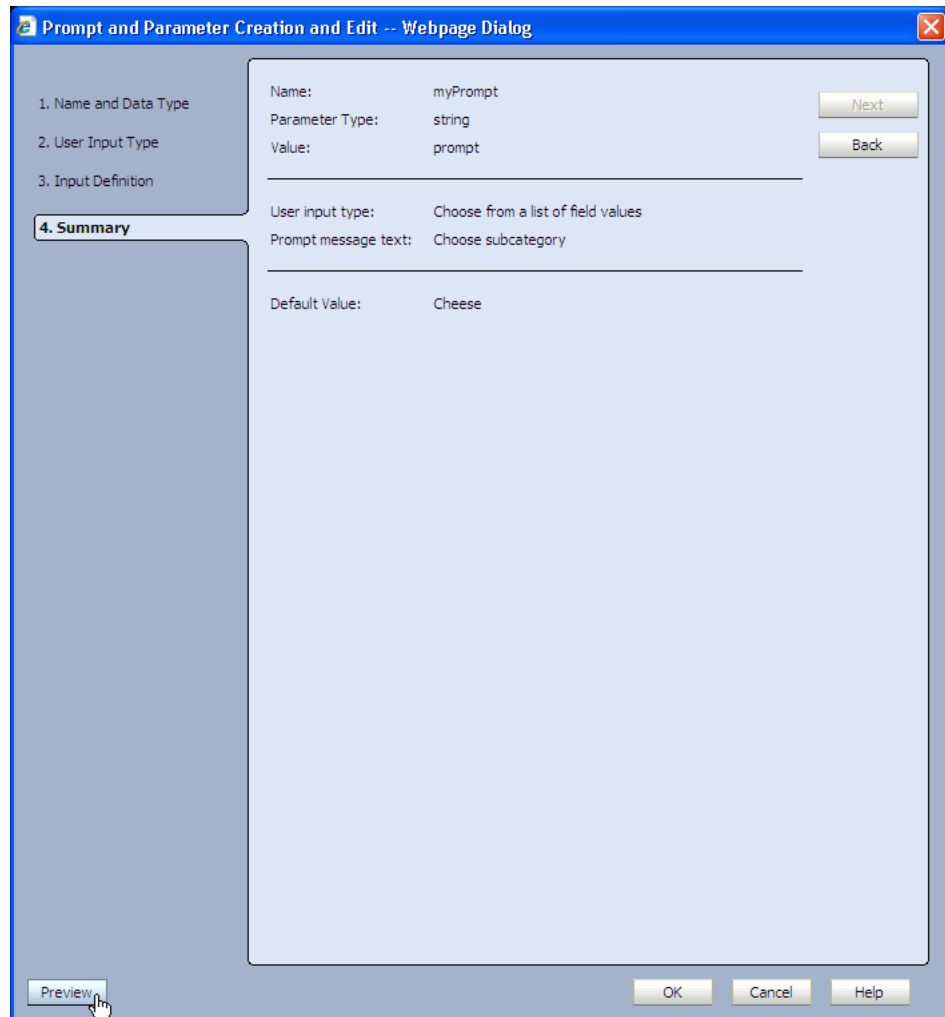 Prompt and Parameter Creation and Edit -- Webpage Dialog
1. Name and Data Type
2. User Input Type
3. Input Definition
4. Summary
Name: myPrompt
Parameter Type: string
Value: prompt
User input type: Choose from a list of field values
Prompt message text: Choose subcategory
Default Value: Cheese
Next
Back
Preview
OK Cancel Help